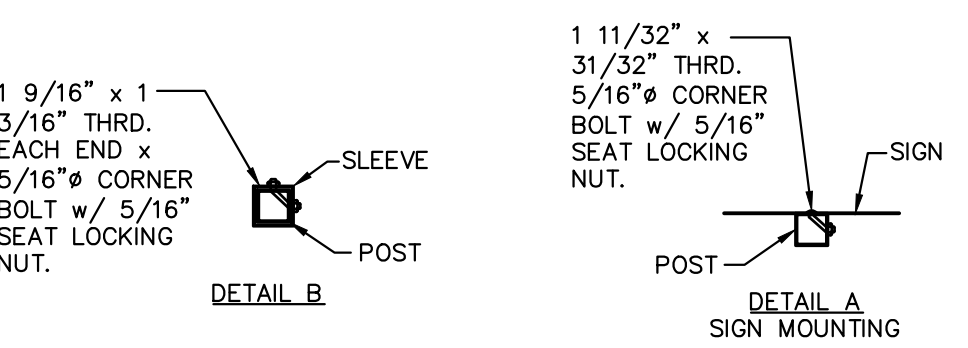 1 9/16" x 1
3/16" THRD.
EACH END x
5/16"ø CORNER
BOLT w/ 5/16"
SEAT LOCKING
NUT.
SLEEVE
POST
DETAIL B
1 11/32" x
31/32" THRD.
5/16"ø CORNER
BOLT w/ 5/16"
SEAT LOCKING
NUT.
SIGN
POST
DETAIL A
SIGN MOUNTING